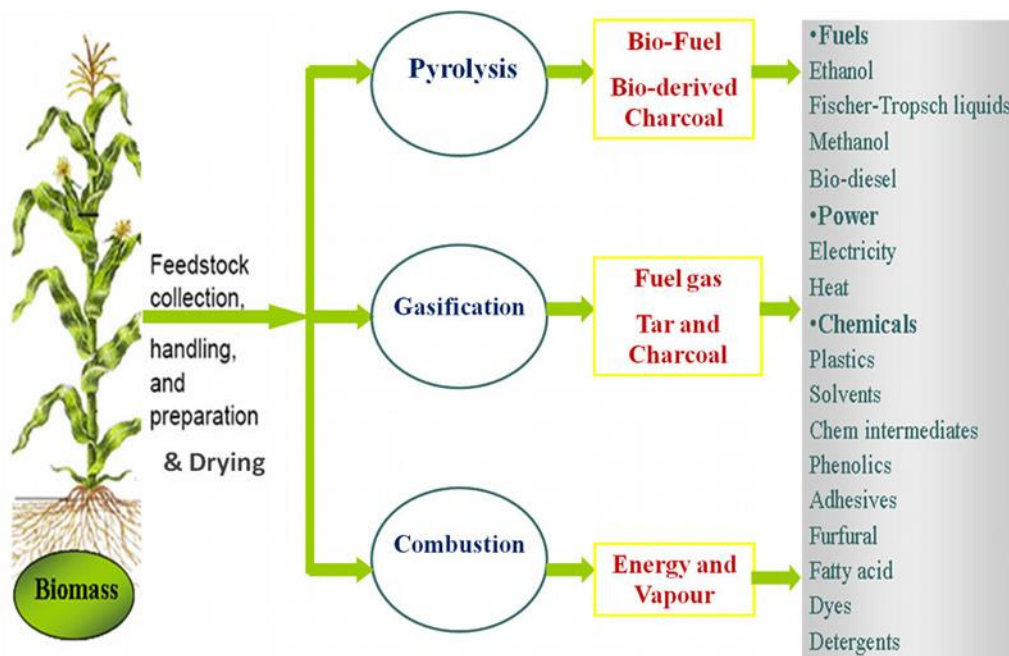 Biomass
Feedstock
collection,
handling,
and
preparation
& Drying
Pyrolysis
Gasification
Combustion
Bio-Fuel
Bio-derived
Charcoal
Fuel gas
Tar and
Charcoal
Energy and
Vapour
•Fuels
Ethanol
Fischer-Tropsch liquids
Methanol
Bio-diesel
•Power
Electricity
Heat
•Chemicals
Plastics
Solvents
Chem intermediates
Phenolics
Adhesives
Furfural
Fatty acid
Dyes
Detergents